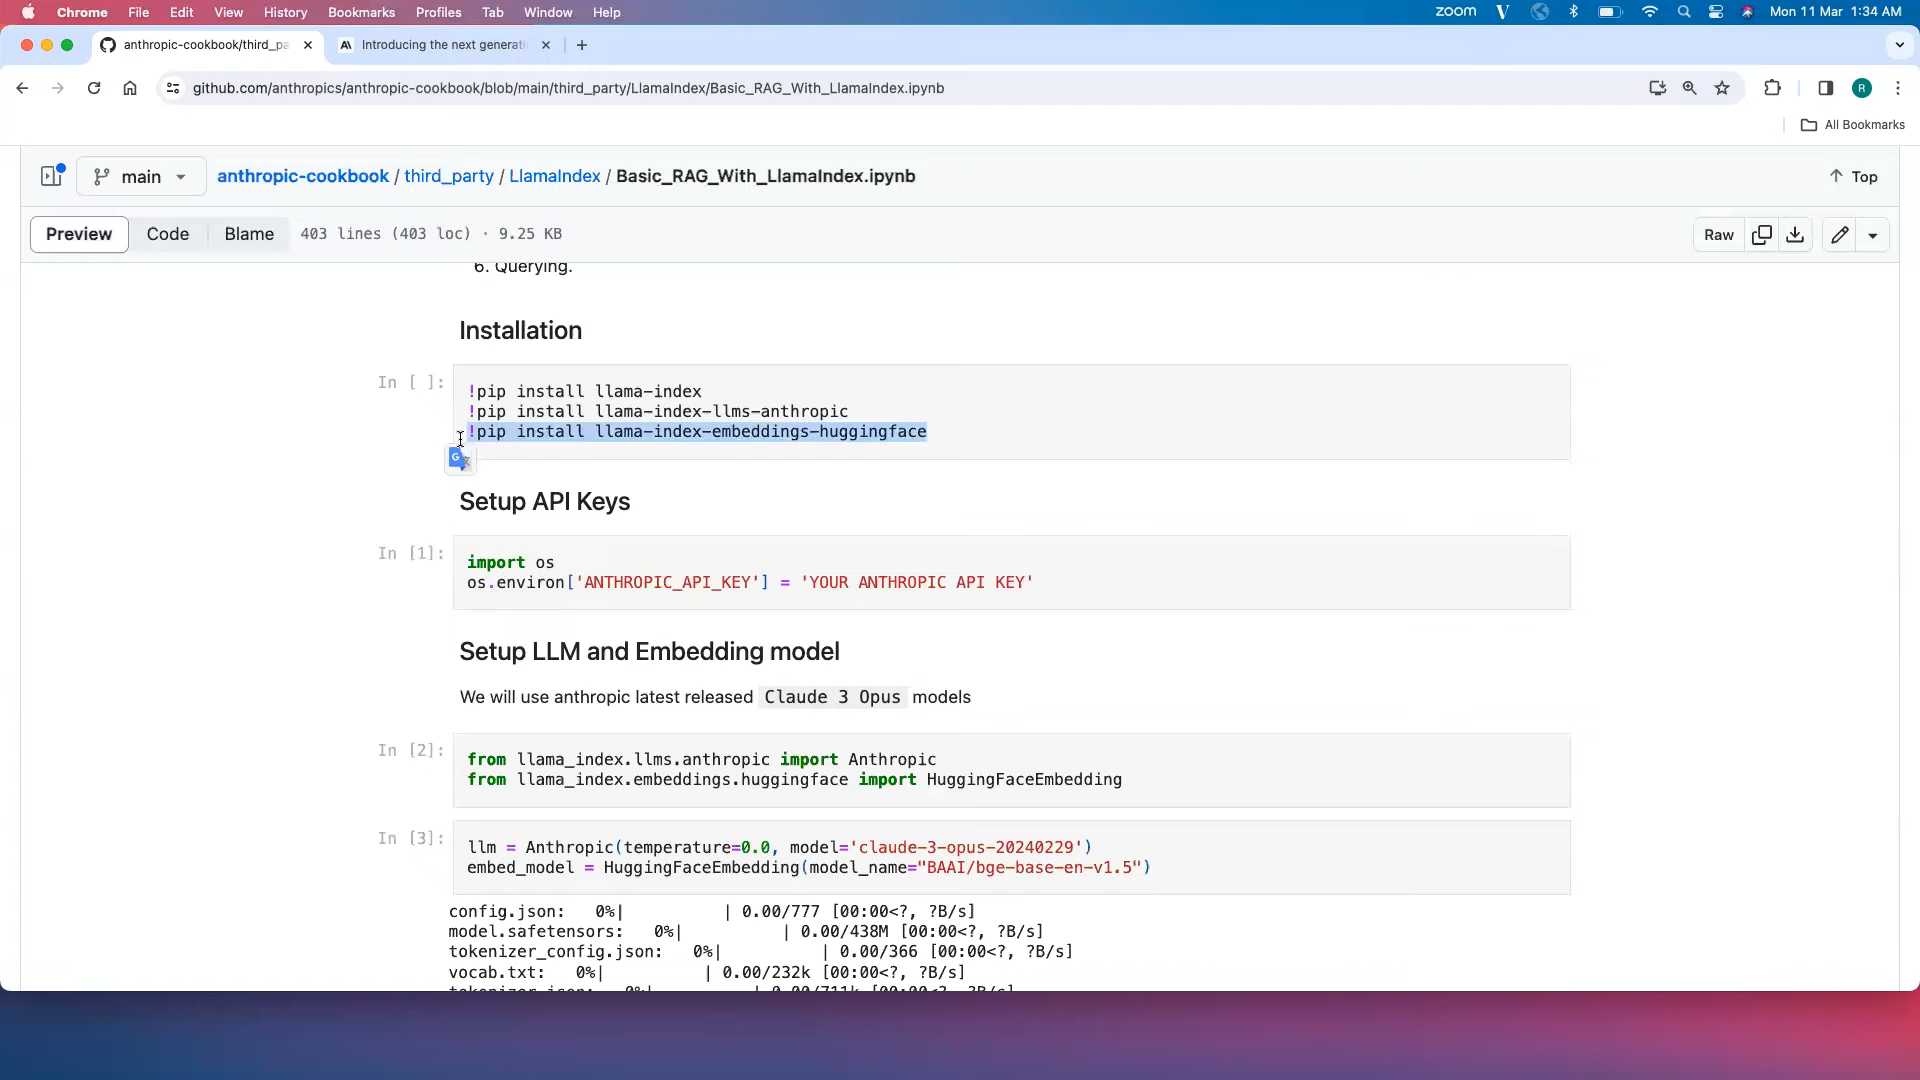 Chrome File Edit View History Bookmarks Profiles Tab Window Help zoom Mon 11 Mar 1:34 AM
anthropic-cookbook/third_pa Introducing the next generati
github.com/anthropics/anthropic-cookbook/blob/main/third_party/LlamaIndex/Basic_RAG_With_LlamaIndex.ipynb R
All Bookmarks
main anthropic-cookbook / third_party / LlamaIndex / Basic_RAG_With_LlamaIndex.ipynb Top
Preview Code Blame 403 lines (403 loc) · 9.25 KB Raw
6. Querying.
Installation
In [ ]:
!pip install llama-index
!pip install llama-index-llms-anthropic
!pip install llama-index-embeddings-huggingface
Setup API Keys
In [1]:
import os
os.environ['ANTHROPIC_API_KEY'] = 'YOUR ANTHROPIC API KEY'
Setup LLM and Embedding model
We will use anthropic latest released Claude 3 Opus models
In [2]:
from llama_index.llms.anthropic import Anthropic
from llama_index.embeddings.huggingface import HuggingFaceEmbedding
In [3]:
llm = Anthropic(temperature=0.0, model='claude-3-opus-20240229')
embed_model = HuggingFaceEmbedding(model_name="BAAI/bge-base-en-v1.5")
config.json: 0%| | 0.00/777 [00:00<?, ?B/s]
model.safetensors: 0%| | 0.00/438M [00:00<?, ?B/s]
tokenizer_config.json: 0%| | 0.00/366 [00:00<?, ?B/s]
vocab.txt: 0%| | 0.00/232k [00:00<?, ?B/s]
tokenizer.json: 0%| | 0.00/711k [00:00<?, ?B/s]